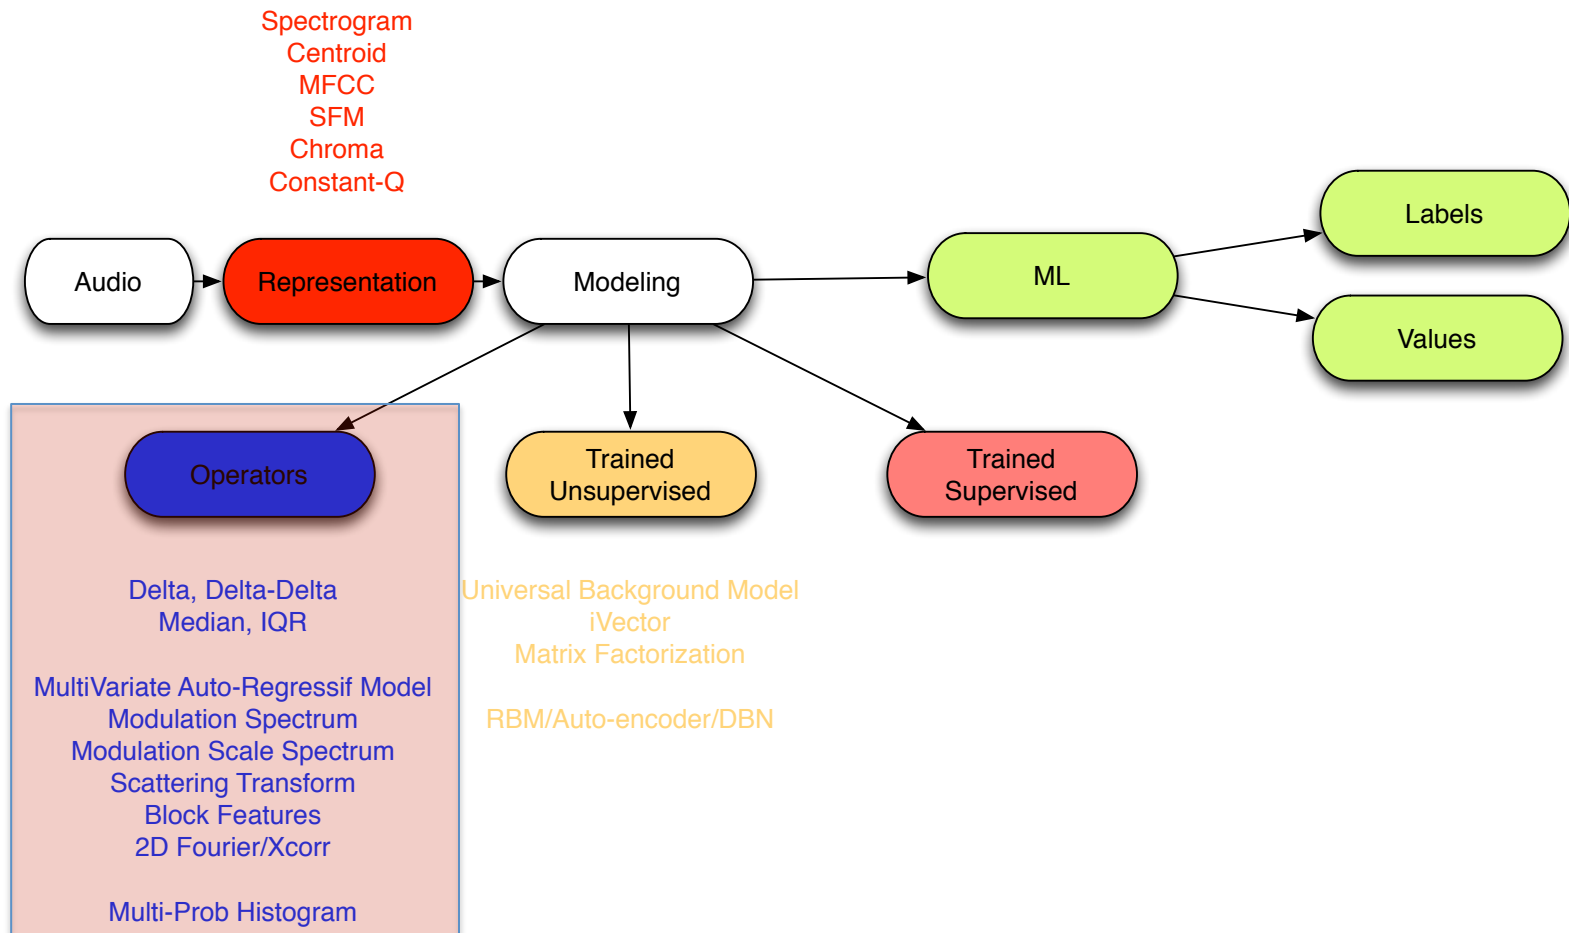 Spectrogram
Centroid
MFCC
SFM
Chroma
Constant-Q
Audio
Representation
Modeling
ML
Labels
Values
Operators
Trained
Unsupervised
Trained
Supervised
Delta, Delta-Delta
Median, IQR
MultiVariate Auto-Regressif Model
Modulation Spectrum
Modulation Scale Spectrum
Scattering Transform
Block Features
2D Fourier/Xcorr
Multi-Prob Histogram
Universal Background Model
iVector
Matrix Factorization
RBM/Auto-encoder/DBN